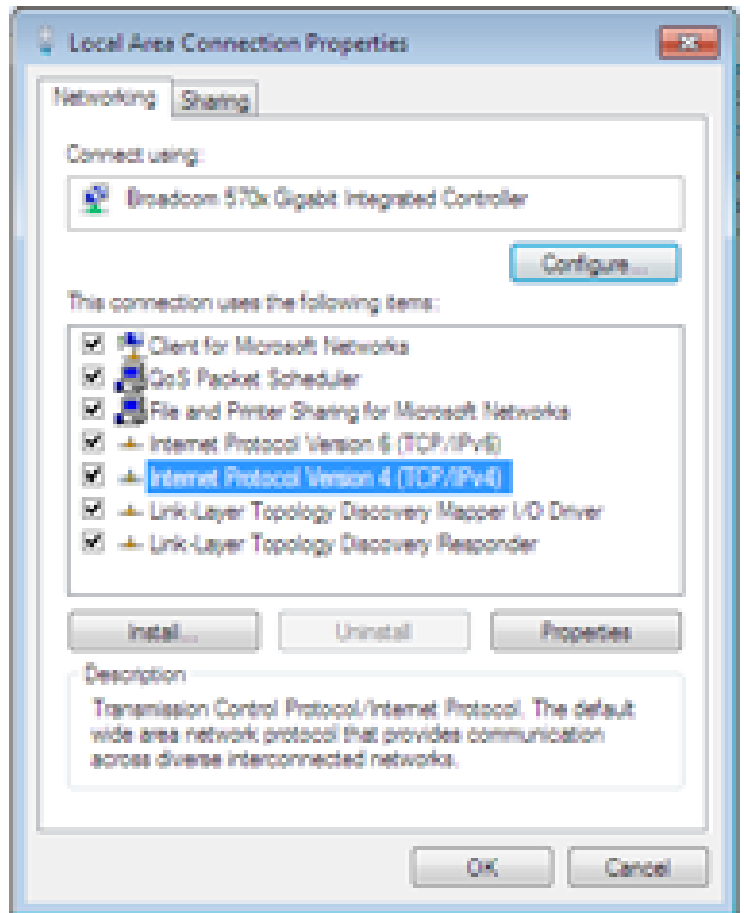 Local Area Connection Properties
Networking
Sharing
Connect using:
Broadcom 570x Gigabit Integrated Controller
Configure...
This connection uses the following items:
Client for Microsoft Networks
QoS Packet Scheduler
File and Printer Sharing for Microsoft Networks
Internet Protocol Version 6 (TCP/IPv6)
Internet Protocol Version 4 (TCP/IPv4)
Link-Layer Topology Discovery Mapper I/O Driver
Link-Layer Topology Discovery Responder
Install...
Uninstall
Properties
Description
Transmission Control Protocol/Internet Protocol. The default
wide area network protocol that provides communication
across diverse interconnected networks.
OK
Cancel